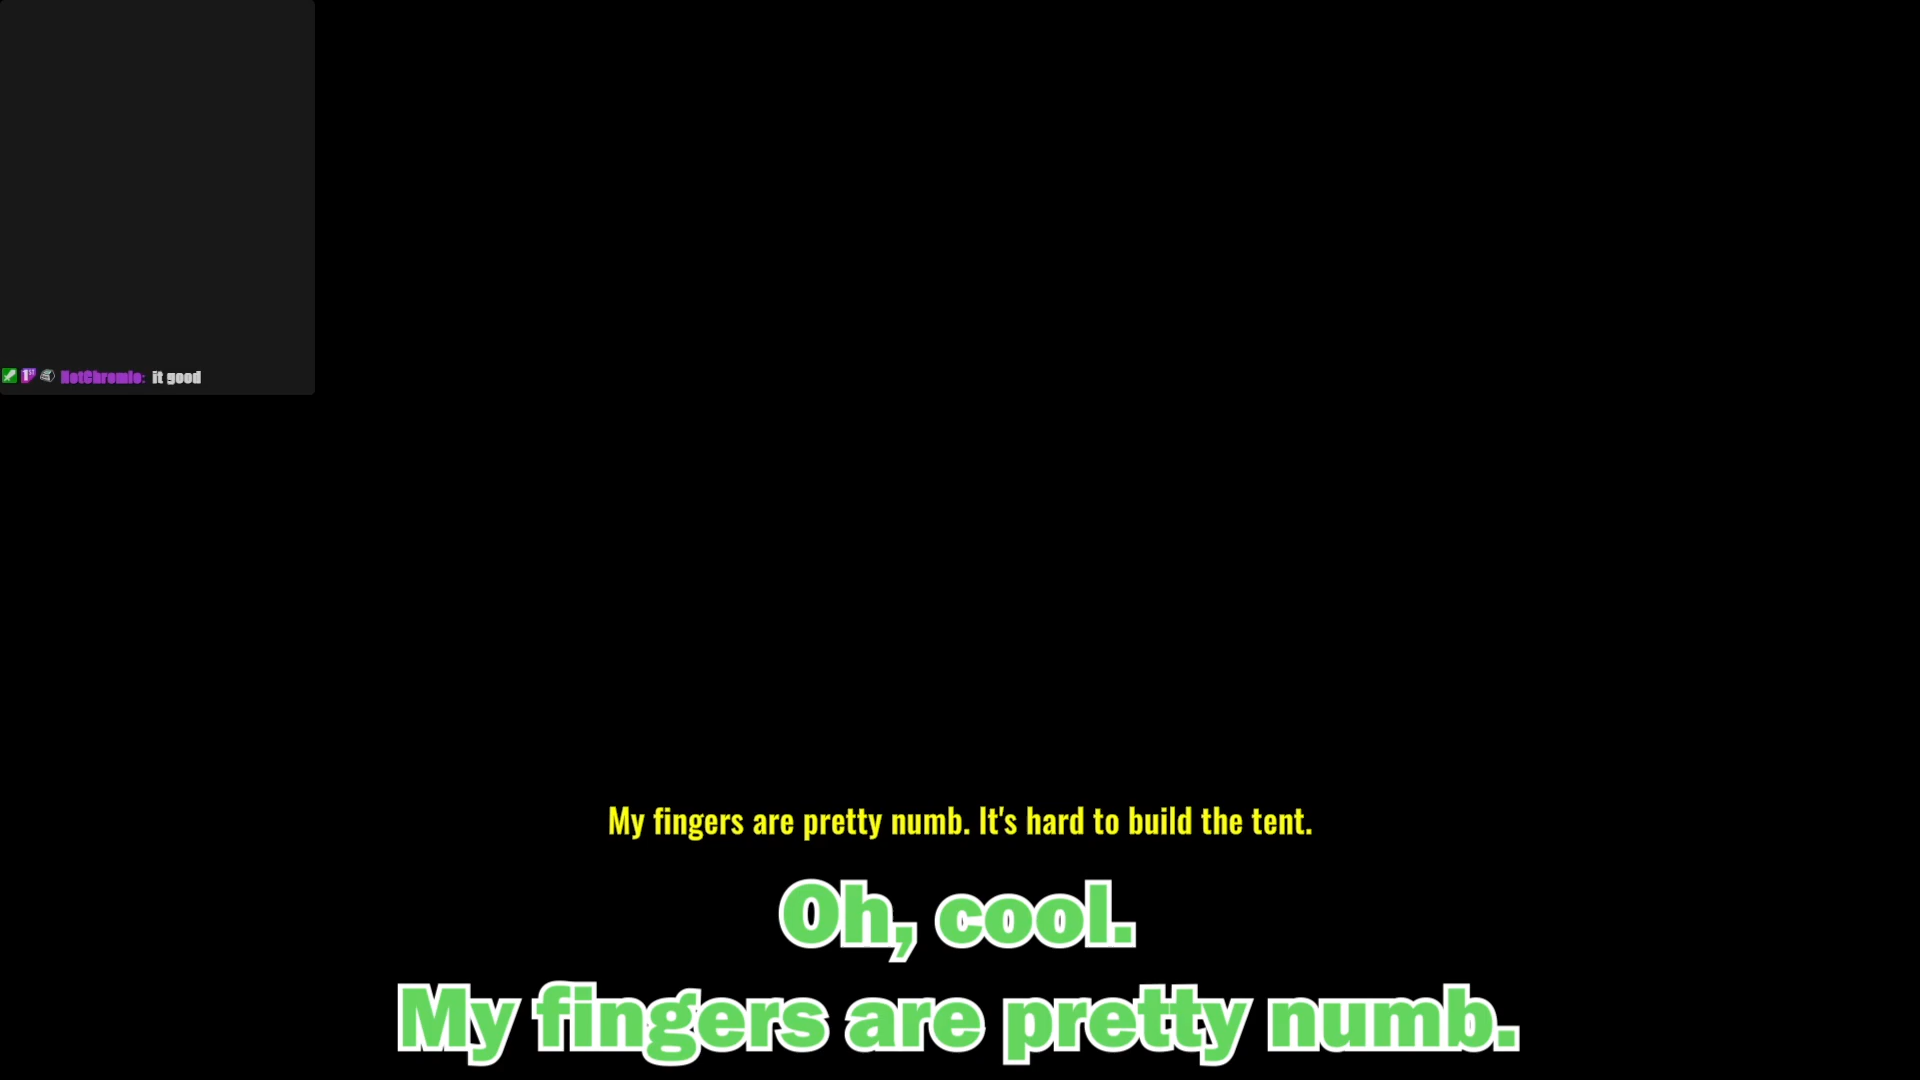 NotChromie: it good
My fingers are pretty numb. It's hard to build the tent.
Oh, cool.
My fingers are pretty numb.